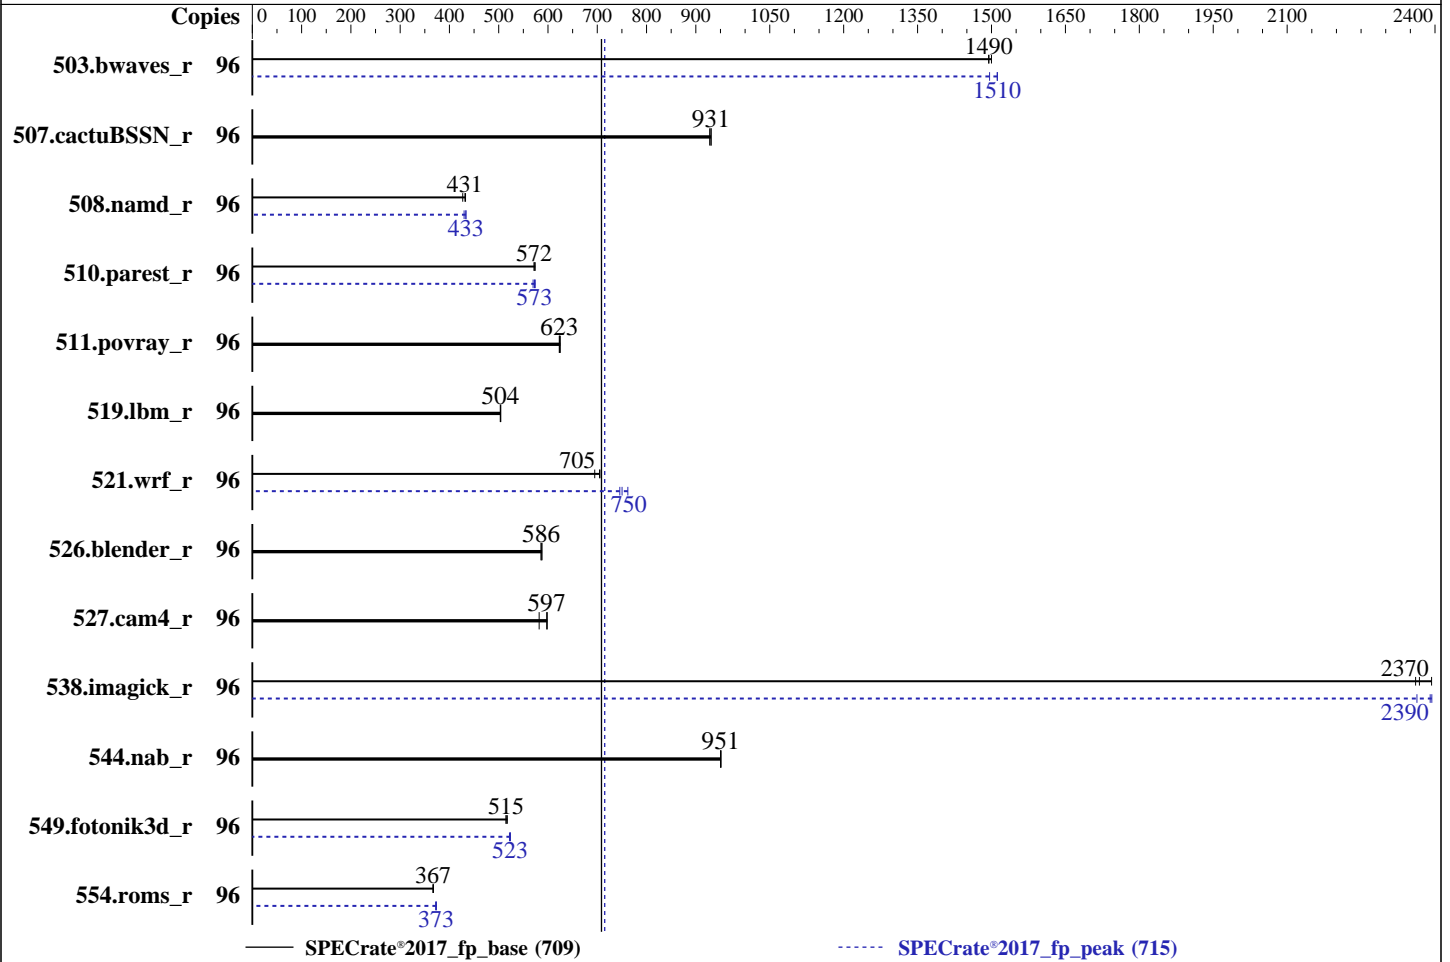 Copies 0 100 200 300 400 500 600 700 800 900 1050 1200 1350 1500 1650 1800 1950 2100 2400
1490
503.bwaves_r 96
1510
931
507.cactuBSSN_r 96
431
508.namd_r 96
433
572
510.parest_r 96
573
623
511.povray_r 96
504
519.lbm_r 96
705
521.wrf_r 96
750
586
526.blender_r 96
597
527.cam4_r 96
2370
538.imagick_r 96
2390
951
544.nab_r 96
515
549.fotonik3d_r 96
523
367
554.roms_r 96
373
SPECrate®2017_fp_base (709) SPECrate®2017_fp_peak (715)